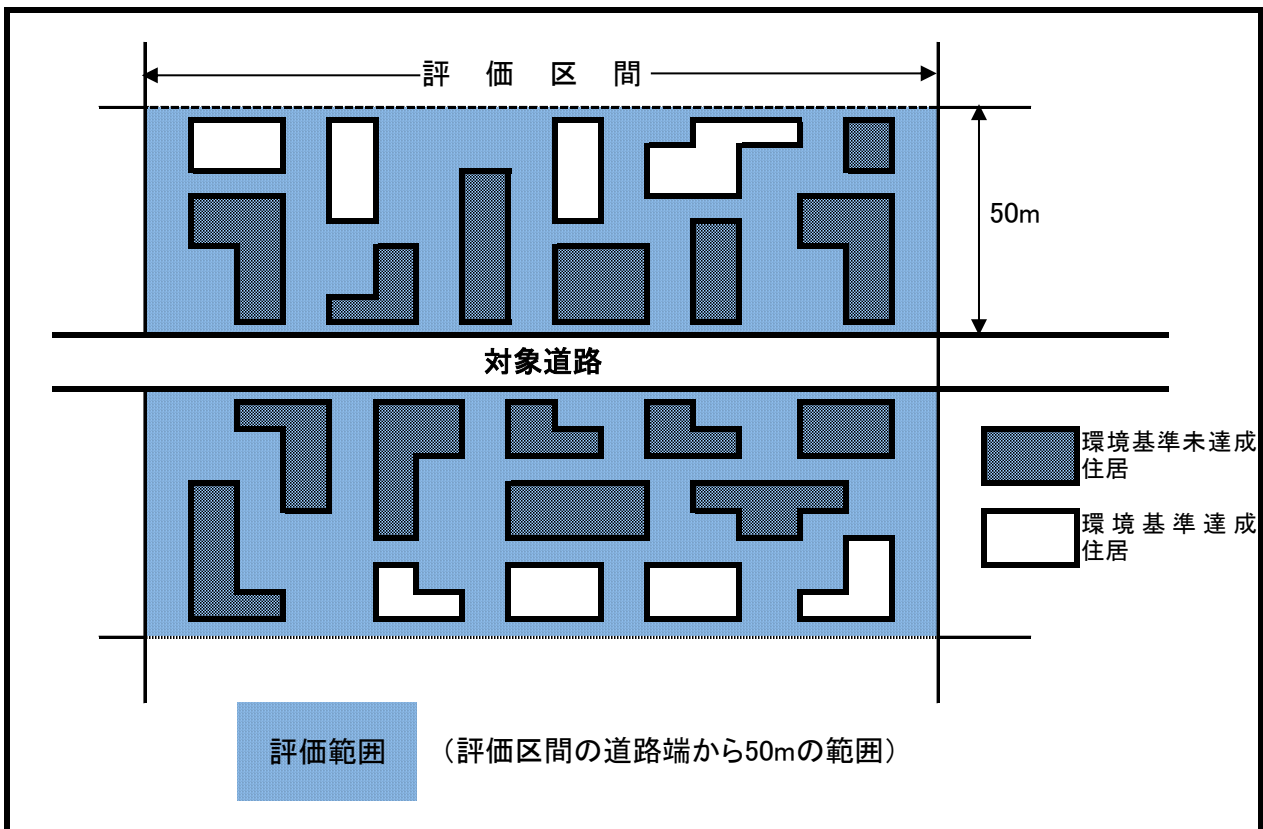 評価区間
50m
対象道路
環境基準未達成
住居
環境基準達成
住居
評価範囲 （評価区間の道路端から50mの範囲）